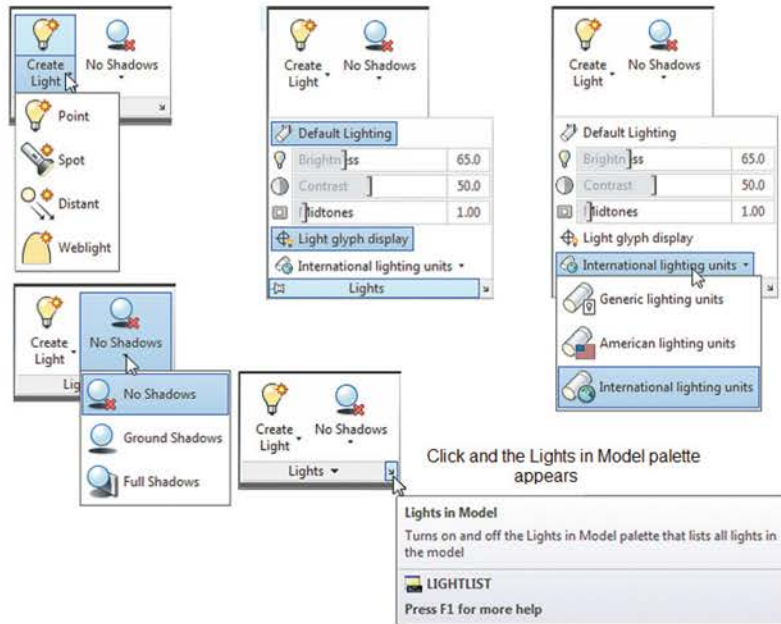 Create
Light
No Shadows
Point
Spot
Distant
Weblight
Create
Light
No Shadows
Default Lighting
Brightness 65.0
Contrast 50.0
Midtones 1.00
Light glyph display
International lighting units
Lights
Create
Light
No Shadows
Default Lighting
Brightness 65.0
Contrast 50.0
Midtones 1.00
Light glyph display
International lighting units
Generic lighting units
American lighting units
International lighting units
Create
Light
No Shadows
Lig
No Shadows
Ground Shadows
Full Shadows
Create
Light
No Shadows
Lights
Click and the Lights in Model palette
appears
Lights in Model
Turns on and off the Lights in Model palette that lists all lights in
the model
LIGHTLIST
Press F1 for more help